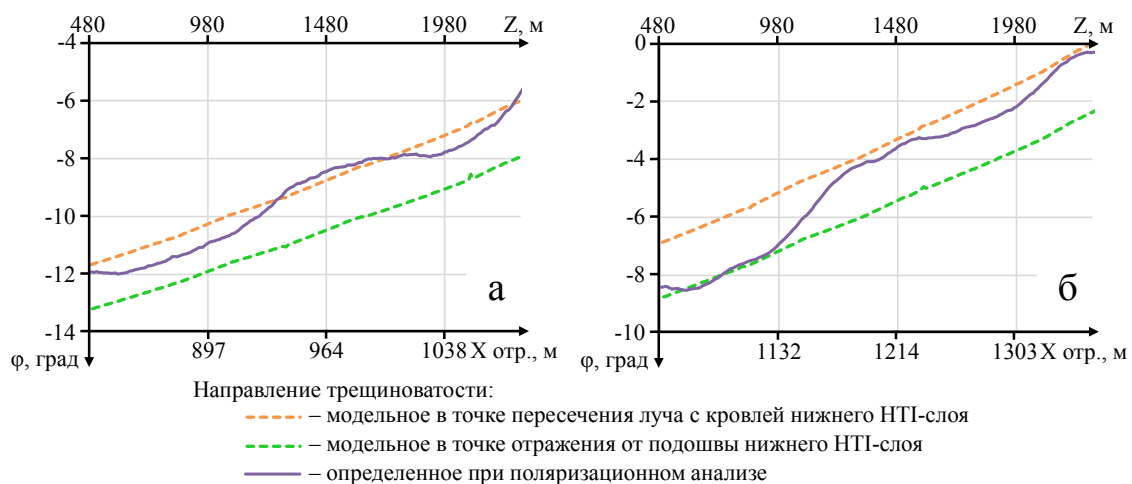 480 980 1480 1980 Z, м
-4
-6
-8
-10
-12
-14
а
φ, град
897 964 1038 X отр., м
480 980 1480 1980 Z, м
0
-2
-4
-6
-8
-10
б
φ, град
1132 1214 1303 X отр., м
Направление трещиноватости:
– модельное в точке пересечения луча с кровлей нижнего HTI-слоя
– модельное в точке отражения от подошвы нижнего HTI-слоя
– определенное при поляризационном анализе